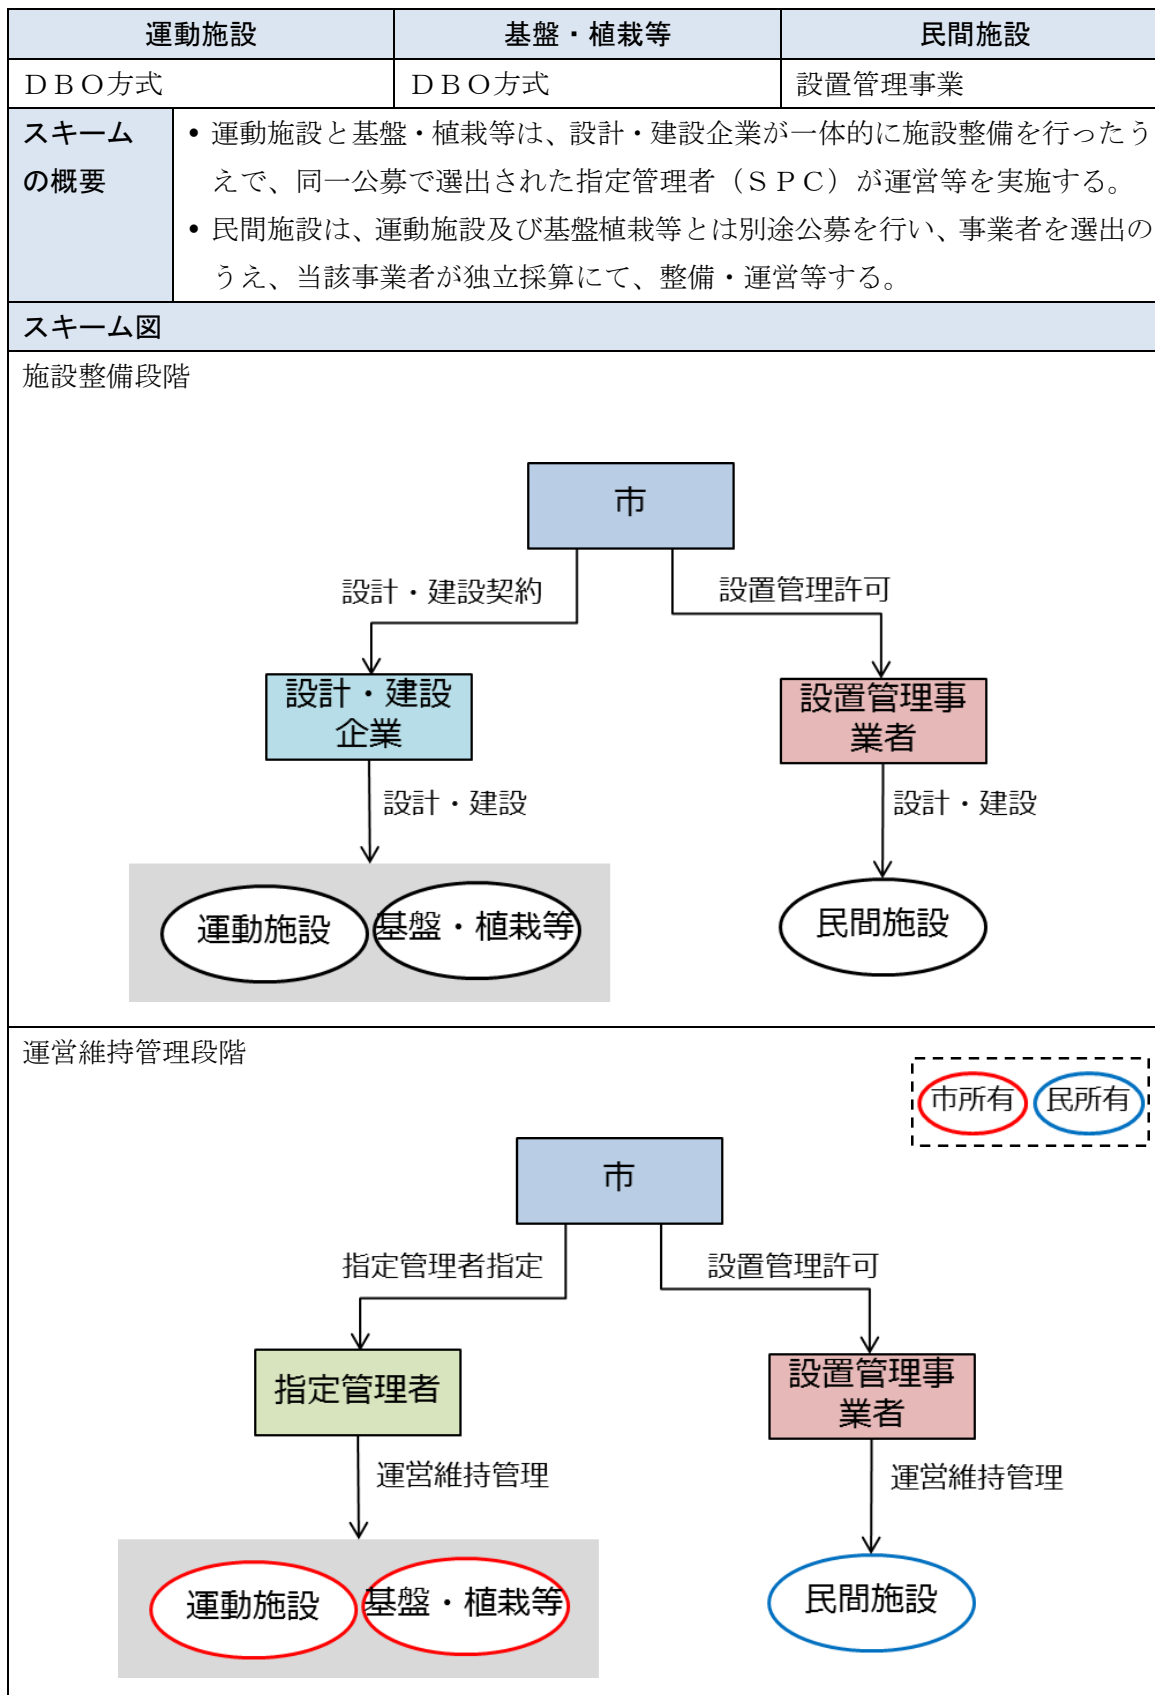 運動施設
基盤・植栽等
民間施設
ＤＢＯ方式
ＤＢＯ方式
設置管理事業
スキーム
の概要
• 運動施設と基盤・植栽等は、設計・建設企業が一体的に施設整備を行ったう
えで、同一公募で選出された指定管理者（ＳＰＣ）が運営等を実施する。
• 民間施設は、運動施設及び基盤植栽等とは別途公募を行い、事業者を選出の
うえ、当該事業者が独立採算にて、整備・運営等する。
スキーム図
施設整備段階
市
設計・建設契約
設置管理許可
設計・建設
企業
設置管理事
業者
設計・建設
設計・建設
運動施設
基盤・植栽等
民間施設
運営維持管理段階
市所有
民所有
市
指定管理者指定
設置管理許可
指定管理者
設置管理事
業者
運営維持管理
運営維持管理
運動施設
基盤・植栽等
民間施設